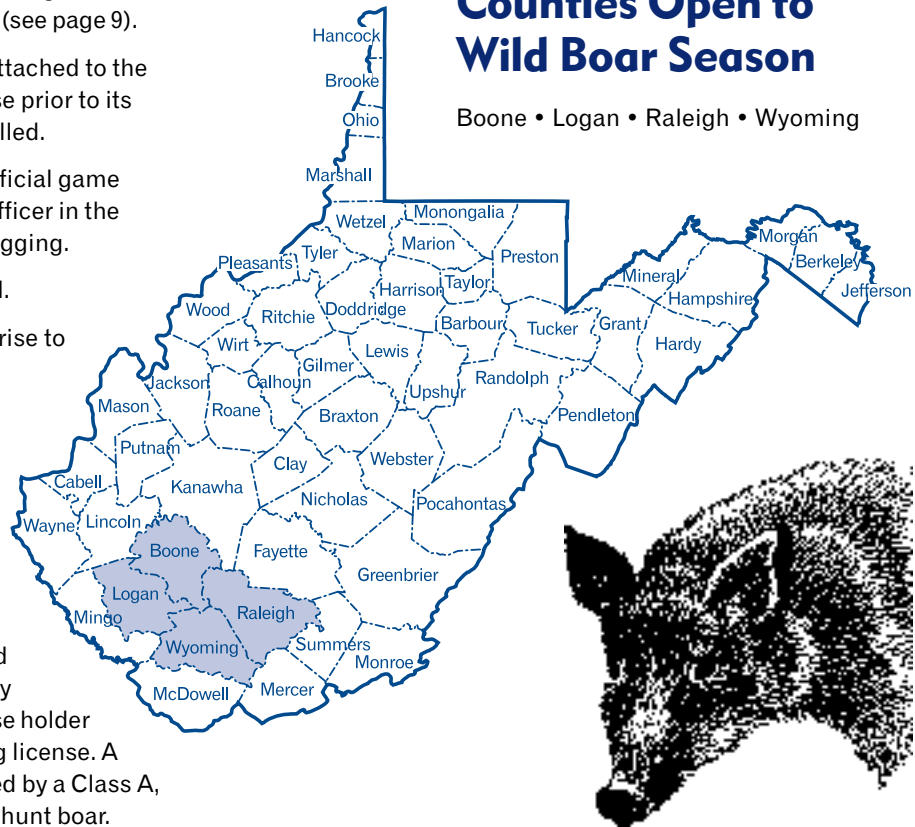 (see page 9).
ttached to the
se prior to its
lled.
ficial game
fficer in the
gging.
l.
rise to
d
y
se holder
g license. A
ed by a Class A,
hunt boar.
Counties Open to
Wild Boar Season
Boone • Logan • Raleigh • Wyoming
Hancock
Brooke
Ohio
Marshall
Wetzel
Monongalia
Marion
Preston
Tyler
Pleasants
Harrison
Taylor
Doddridge
Ritchie
Wood
Wirt
Barbour
Tucker
Grant
Mineral
Hampshire
Morgan
Berkeley
Jefferson
Hardy
Lewis
Gilmer
Calhoun
Jackson
Mason
Roane
Braxton
Upshur
Randolph
Pendleton
Putnam
Clay
Webster
Cabell
Kanawha
Nicholas
Pocahontas
Wayne
Lincoln
Boone
Fayette
Greenbrier
Logan
Mingo
Raleigh
Wyoming
Summers
Monroe
McDowell
Mercer